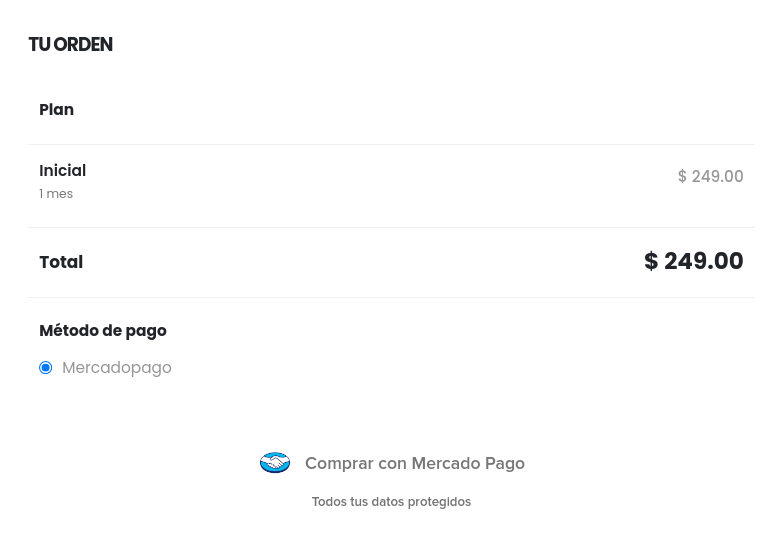 TU ORDEN
Plan
Inicial
$ 249.00
1 mes
Total
$ 249.00
Método de pago
Mercadopago
Comprar con Mercado Pago
Todos tus datos protegidos